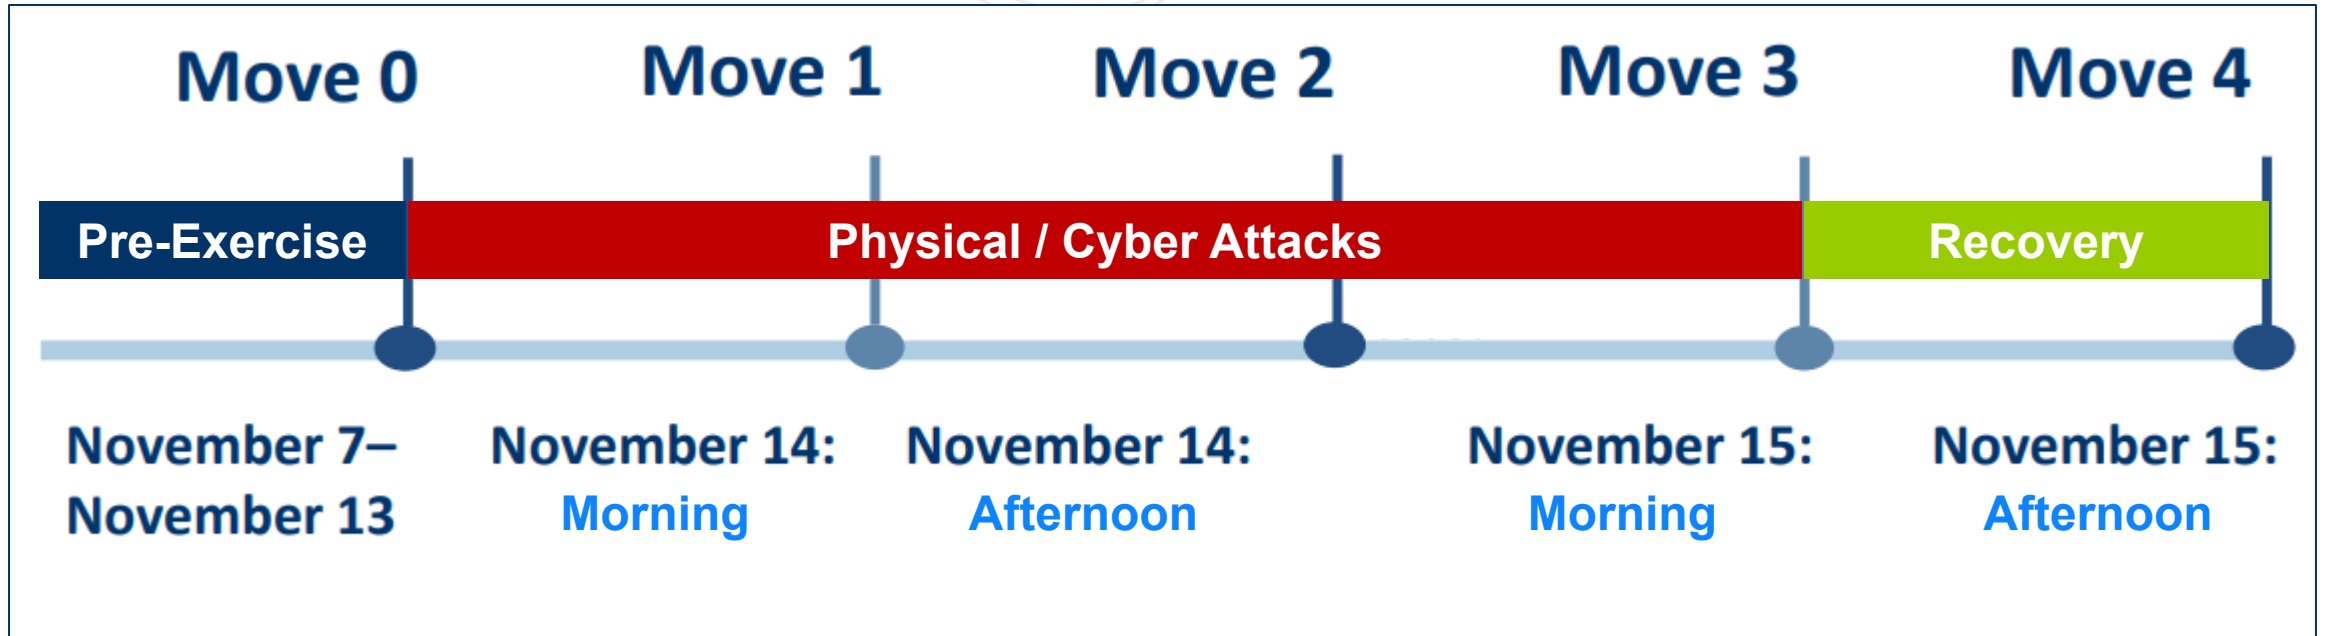 Move 0
Move 1
Move 2
Move 3
Move 4
Pre-Exercise
Physical / Cyber Attacks
Recovery
November 7–
November 13
November 14:
Morning
November 14:
Afternoon
November 15:
Morning
November 15:
Afternoon